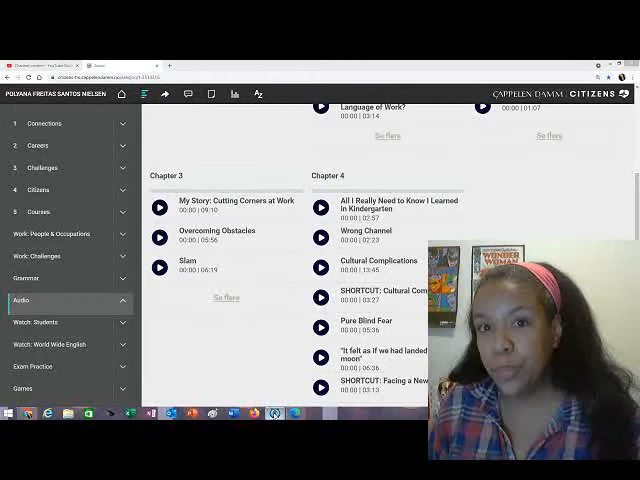 Audio
POLYANA FREITAS SANTOS NIELSEN
CAPPELEN DAMM | CITIZENS
1 Connections
2 Careers
3 Challenges
4 Citizens
5 Courses
Work: People & Occupations
Work: Challenges
Grammar
Audio
Watch: Students
Watch: World Wide English
Exam Practice
Games
Language of Work?
00:00 | 03:14
Se flere
00:00 | 01:07
Se flere
Chapter 3
My Story: Cutting Corners at Work
00:00 | 09:10
Overcoming Obstacles
00:00 | 05:56
Slam
00:00 | 06:19
Se flere
Chapter 4
All I Really Need to Know I Learned
in Kindergarten
00:00 | 02:57
Wrong Channel
00:00 | 02:23
Cultural Complications
00:00 | 13:45
SHORTCUT: Cultural Com
00:00 | 03:27
Pure Blind Fear
00:00 | 05:36
"It felt as if we had landed
moon"
00:00 | 06:36
SHORTCUT: Facing a New
00:00 | 03:13
WONDER
WOMAN